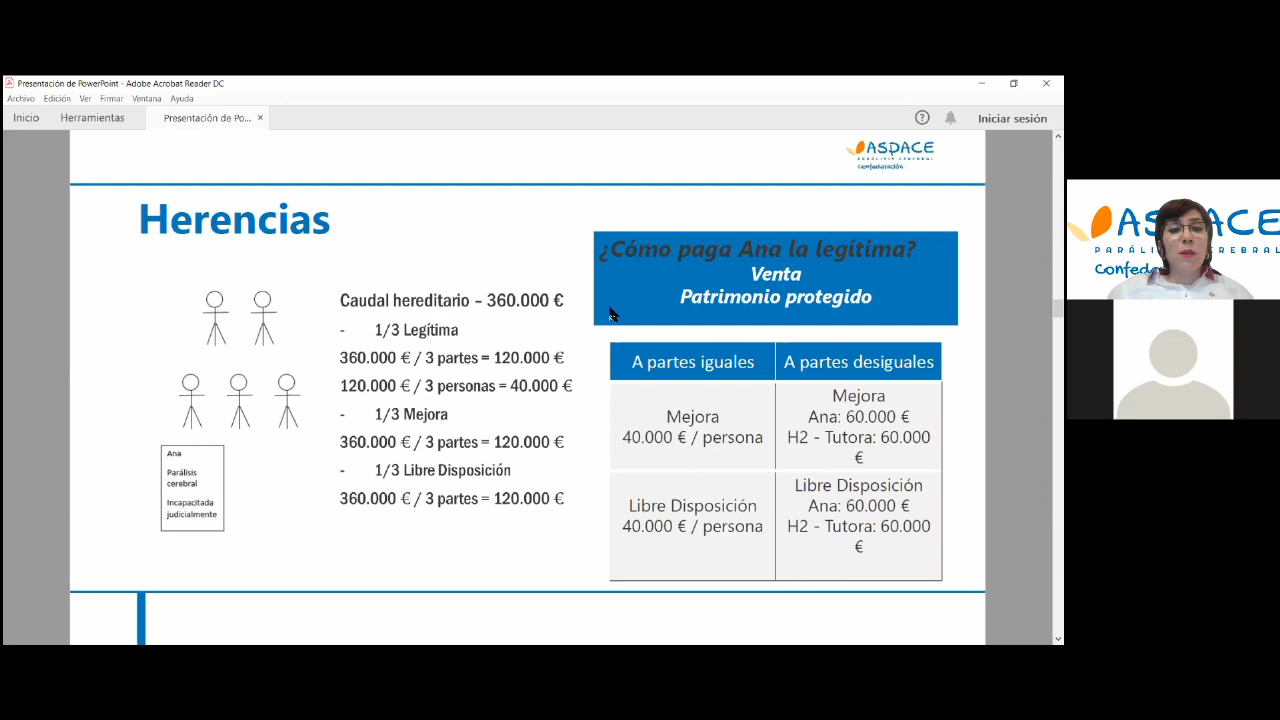 Presentación de PowerPoint - Adobe Acrobat Reader DC
Archivo Edición Ver Firmar Ventana Ayuda
Inicio Herramientas Presentación de Po... × ? Iniciar sesión
ASPACE
PARÁLISIS CEREBRAL
Confederación
Herencias
¿Cómo paga Ana la legítima?
Venta
Patrimonio protegido
Caudal hereditario – 360.000 €
- 1/3 Legítima
360.000 € / 3 partes = 120.000 €
120.000 € / 3 personas = 40.000 €
- 1/3 Mejora
360.000 € / 3 partes = 120.000 €
- 1/3 Libre Disposición
360.000 € / 3 partes = 120.000 €
Ana
Parálisis
cerebral
Incapacitada
judicialmente
A partes iguales
A partes desiguales
Mejora
40.000 € / persona
Mejora
Ana: 60.000 €
H2 - Tutora: 60.000
€
Libre Disposición
40.000 € / persona
Libre Disposición
Ana: 60.000 €
H2 - Tutora: 60.000
€